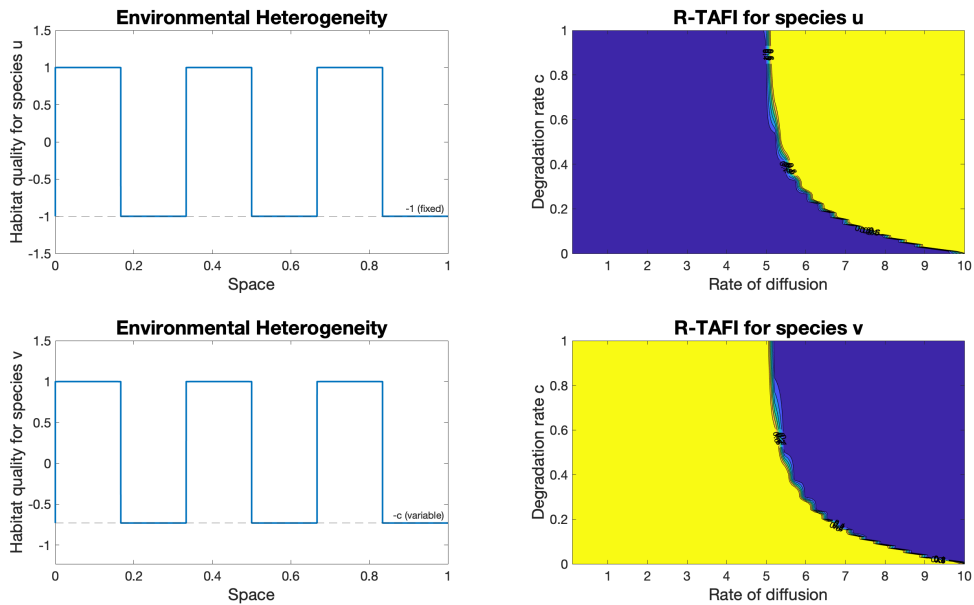 Environmental Heterogeneity
Habitat quality for species u
1.5
1
0.5
0
-0.5
-1
-1.5
-1 (fixed)
0 0.2 0.4 0.6 0.8 1
Space
R-TAFI for species u
Degradation rate c
1
0.8
0.6
0.4
0.2
0
1 2 3 4 5 6 7 8 9 10
Rate of diffusion
Environmental Heterogeneity
Habitat quality for species v
1.5
1
0.5
0
-0.5
-1
-c (variable)
0 0.2 0.4 0.6 0.8 1
Space
R-TAFI for species v
Degradation rate c
1
0.8
0.6
0.4
0.2
0
1 2 3 4 5 6 7 8 9 10
Rate of diffusion